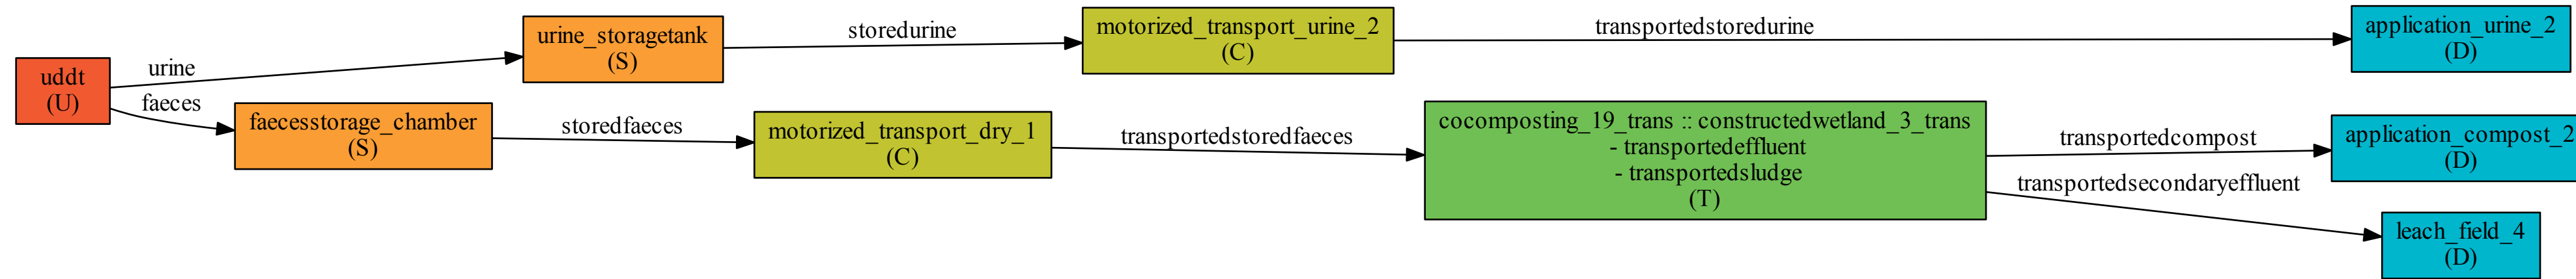 uddt
(U)
urine
faeces
urine_storagetank
(S)
faecesstorage_chamber
(S)
storedurine
storedfaeces
motorized_transport_urine_2
(C)
motorized_transport_dry_1
(C)
transportedstoredurine
transportedstoredfaeces
cocomposting_19_trans :: constructedwetland_3_trans
- transportedeffluent
- transportedsludge
(T)
transportedcompost
transportedsecondaryeffluent
application_urine_2
(D)
application_compost_2
(D)
leach_field_4
(D)